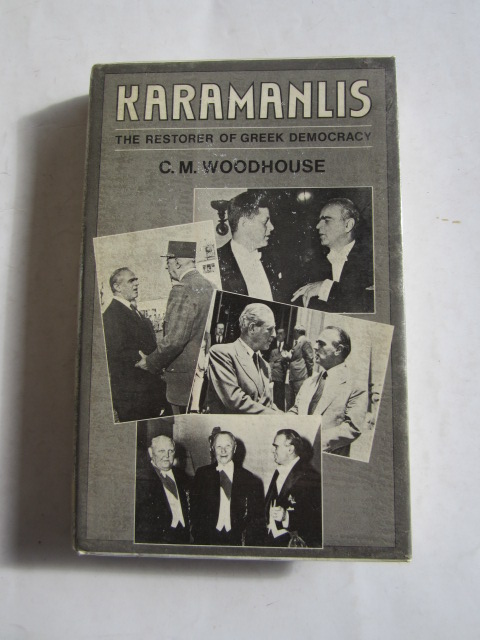 KARAMANLIS
THE RESTORER OF GREEK DEMOCRACY
C. M. WOODHOUSE